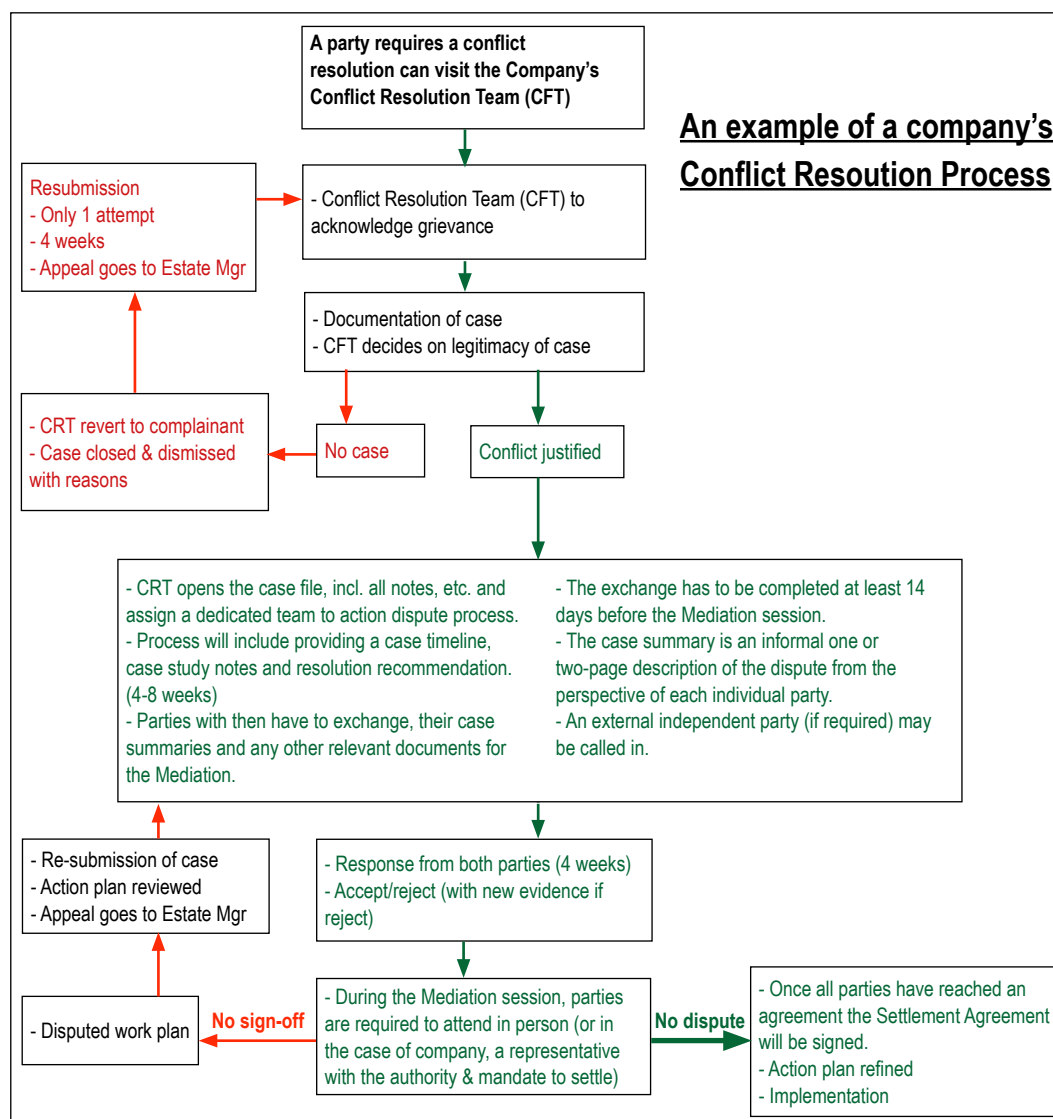 A party requires a conflict
resolution can visit the Company's
Conflict Resolution Team (CFT)
An example of a company's
Conflict Resoution Process
Resubmission
- Only 1 attempt
- 4 weeks
- Appeal goes to Estate Mgr
- Conflict Resolution Team (CFT) to
acknowledge grievance
- Documentation of case
- CFT decides on legitimacy of case
- CRT revert to complainant
- Case closed & dismissed
with reasons
No case
Conflict justified
- CRT opens the case file, incl. all notes, etc. and
assign a dedicated team to action dispute process.
- Process will include providing a case timeline,
case study notes and resolution recommendation.
(4-8 weeks)
- Parties with then have to exchange, their case
summaries and any other relevant documents for
the Mediation.
- The exchange has to be completed at least 14
days before the Mediation session.
- The case summary is an informal one or
two-page description of the dispute from the
perspective of each individual party.
- An external independent party (if required) may
be called in.
- Re-submission of case
- Action plan reviewed
- Appeal goes to Estate Mgr
- Response from both parties (4 weeks)
- Accept/reject (with new evidence if
reject)
- Disputed work plan
No sign-off
- During the Mediation session, parties
are required to attend in person (or in
the case of company, a representative
with the authority & mandate to settle)
No dispute
- Once all parties have reached an
agreement the Settlement Agreement
will be signed.
- Action plan refined
- Implementation